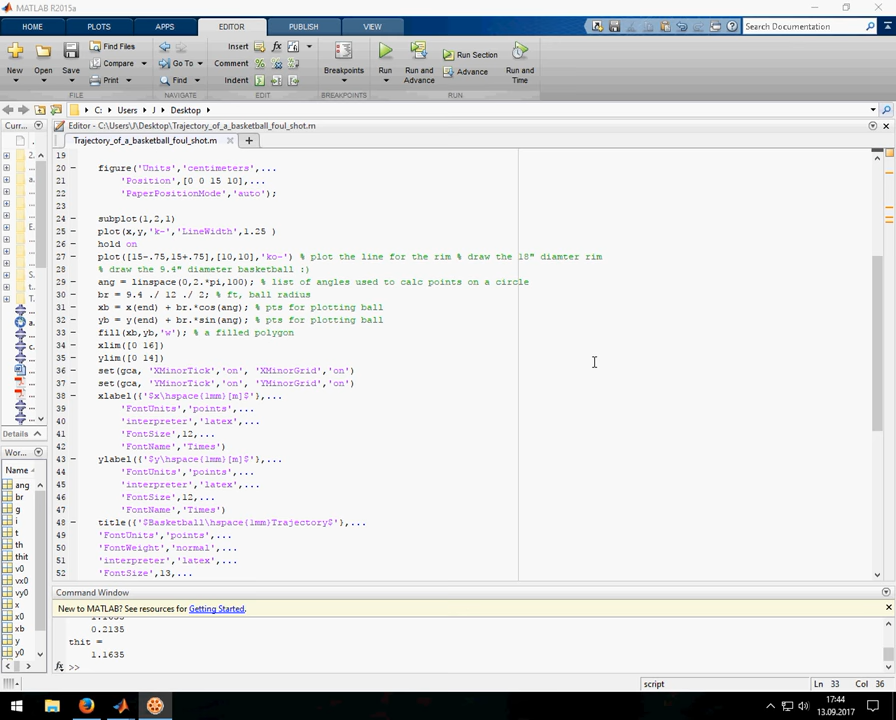 MATLAB R2015a
HOME PLOTS APPS EDITOR PUBLISH VIEW Search Documentation
New Open Save Find Files Compare Print Go To Find Insert Comment Indent Breakpoints Run Run and Advance Run Section Advance Run and Time
FILE NAVIGATE EDIT BREAKPOINTS RUN
C: Users J Desktop
Curr... Editor - C:\Users\J\Desktop\Trajectory_of_a_basketball_foul_shot.m
Trajectory_of_a_basketball_foul_shot.m
19
20 figure('Units','centimeters',...
21 'Position',[0 0 15 10],...
22 'PaperPositionMode','auto');
23
24 subplot(1,2,1)
25 plot(x,y,'k-','LineWidth',1.25 )
26 hold on
27 plot([15-.75,15+.75],[10,10],'ko-') % plot the line for the rim % draw the 18" diamter rim
28 % draw the 9.4" diameter basketball :)
29 ang = linspace(0,2.*pi,100); % list of angles used to calc points on a circle
30 br = 9.4 ./ 12 ./ 2; % ft, ball radius
31 xb = x(end) + br.*cos(ang); % pts for plotting ball
32 yb = y(end) + br.*sin(ang); % pts for plotting ball
33 fill(xb,yb,'w'); % a filled polygon
34 xlim([0 16])
35 ylim([0 14])
36 set(gca, 'XMinorTick','on', 'XMinorGrid','on')
37 set(gca, 'YMinorTick','on', 'YMinorGrid','on')
38 xlabel({'$x\hspace{1mm}[m]$'},...
39 'FontUnits','points',...
40 'interpreter','latex',...
41 'FontSize',12,...
42 'FontName','Times')
43 ylabel({'$y\hspace{1mm}[m]$'},...
44 'FontUnits','points',...
45 'interpreter','latex',...
46 'FontSize',12,...
47 'FontName','Times')
48 title({'$Basketball\hspace{1mm}Trajectory$'},...
49 'FontUnits','points',...
50 'FontWeight','normal',...
51 'interpreter','latex',...
52 'FontSize',13,...
Details
Wor...
Name
ang
br
g
i
t
th
thit
v0
vx0
vy0
x
x0
xb
y
y0
Command Window
New to MATLAB? See resources for Getting Started.
0.2135
thit =
1.1635
fx >>
script Ln 33 Col 36
17:44
13.09.2017